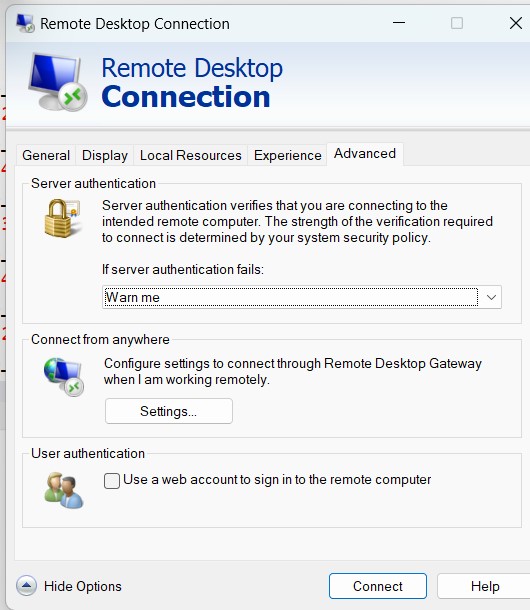 Remote Desktop Connection
Remote Desktop
Connection
General Display Local Resources Experience Advanced
Server authentication
Server authentication verifies that you are connecting to the
intended remote computer. The strength of the verification required
to connect is determined by your system security policy.
If server authentication fails:
Warn me
Connect from anywhere
Configure settings to connect through Remote Desktop Gateway
when I am working remotely.
Settings...
User authentication
Use a web account to sign in to the remote computer
Hide Options Connect Help